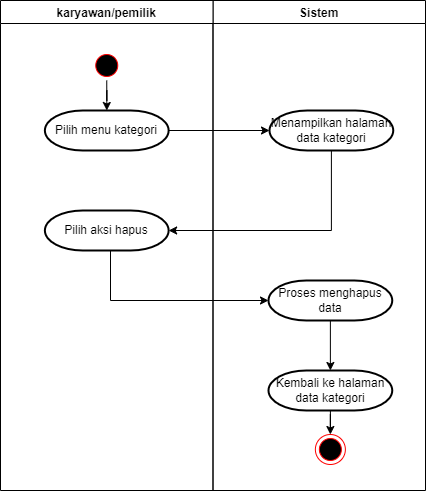 karyawan/pemilik
Sistem
Pilih menu kategori
Menampilkan halaman
data kategori
Pilih aksi hapus
Proses menghapus
data
Kembali ke halaman
data kategori